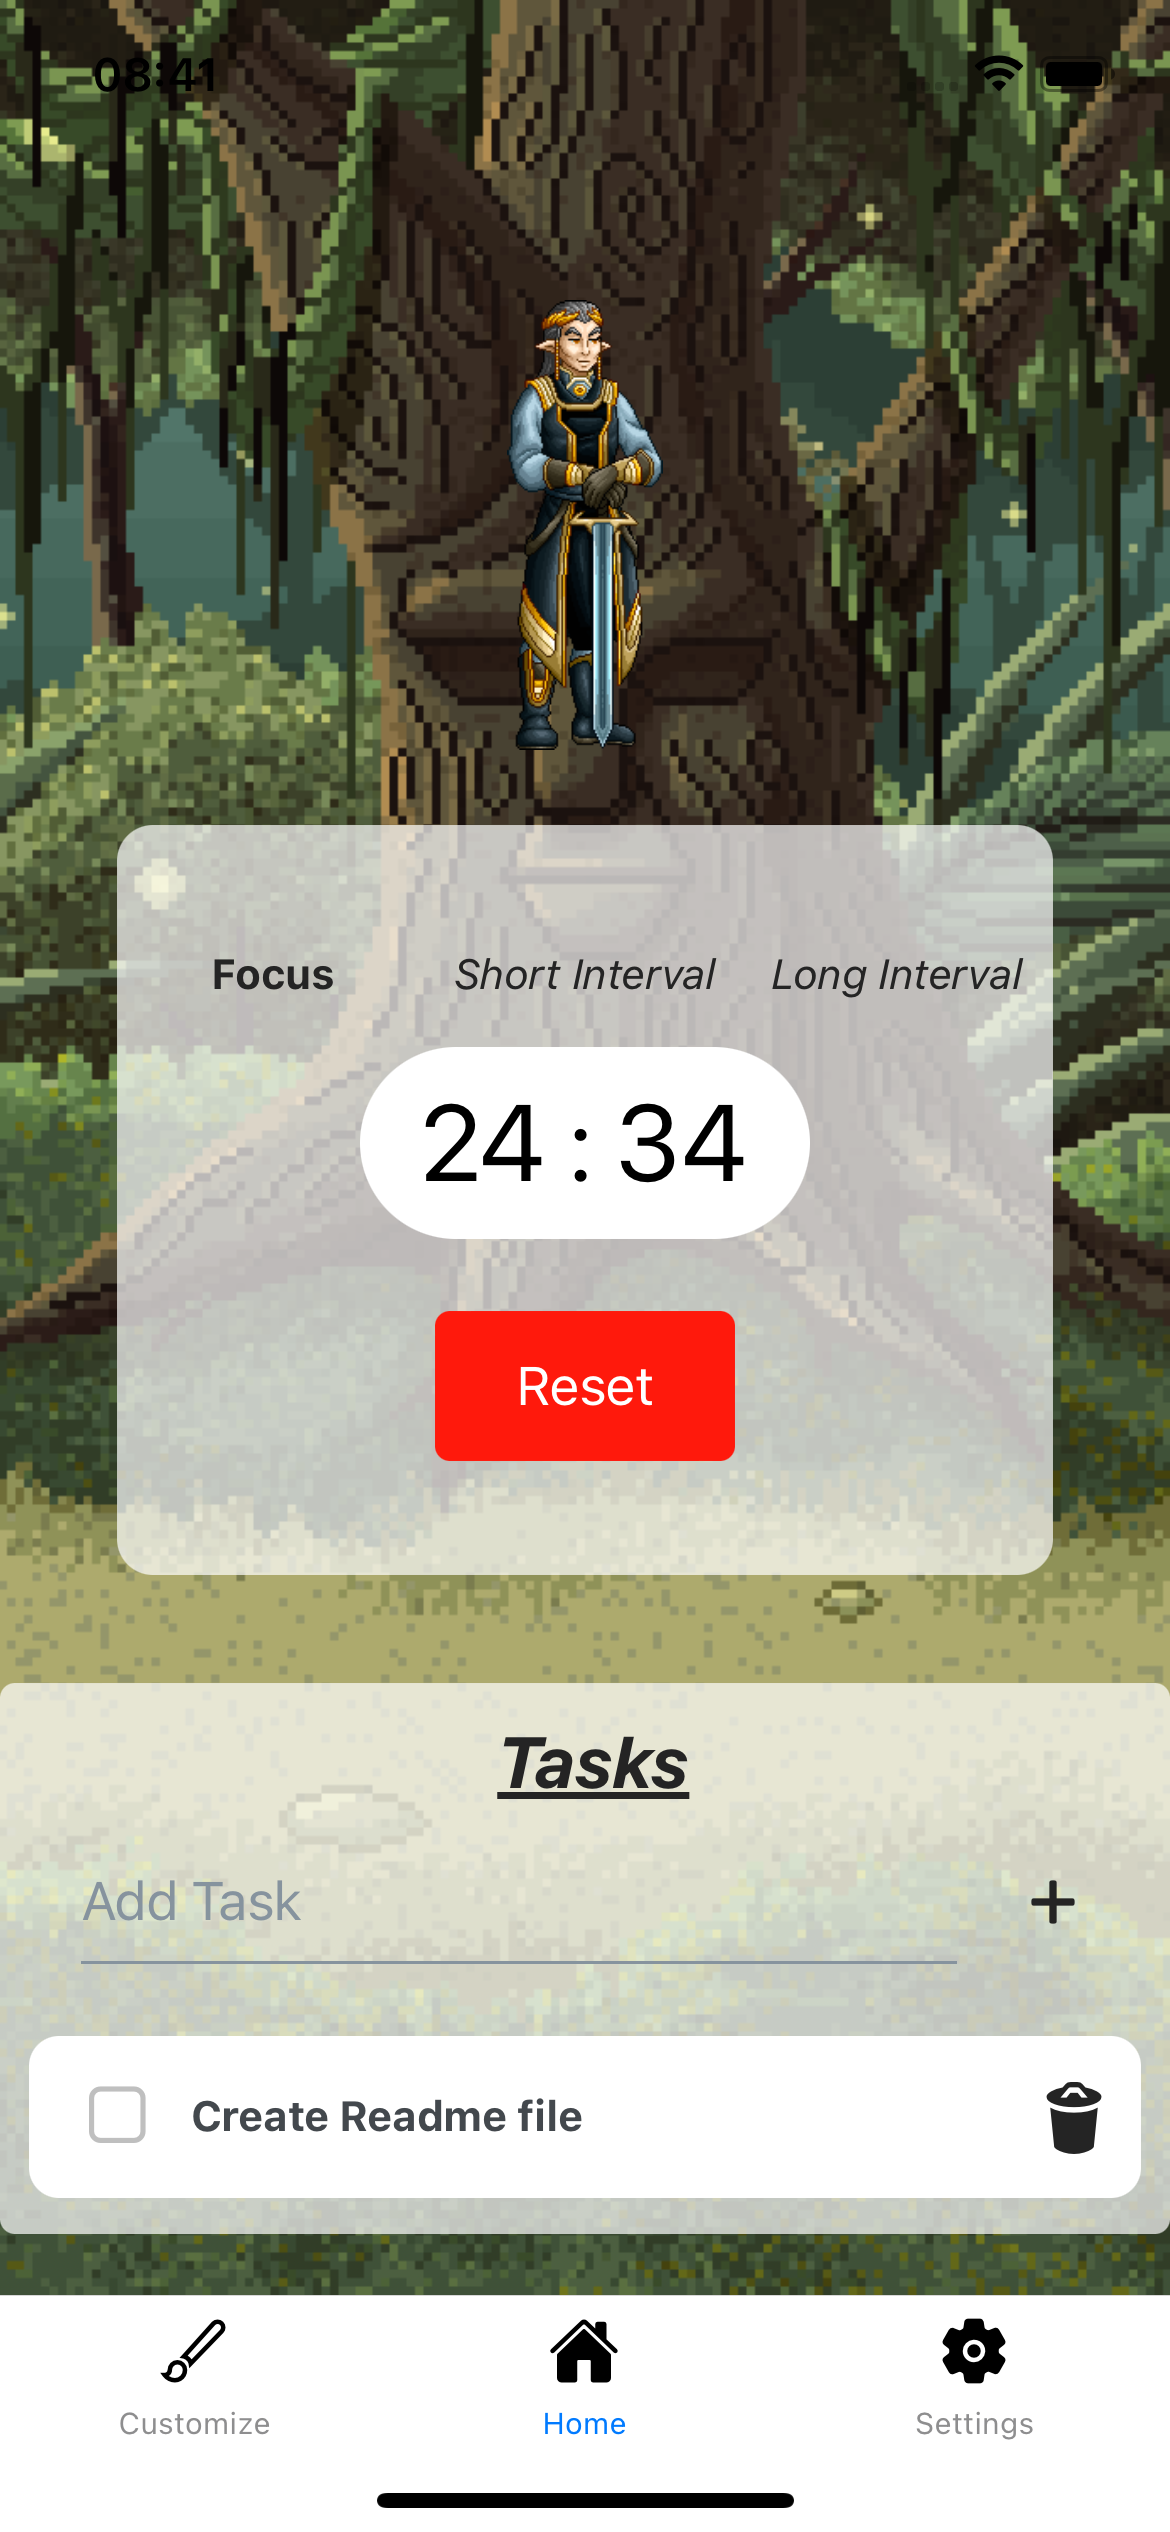 08:41
Focus Short Interval Long Interval
24 : 34
Reset
Tasks
Add Task
Create Readme file
Customize Home Settings